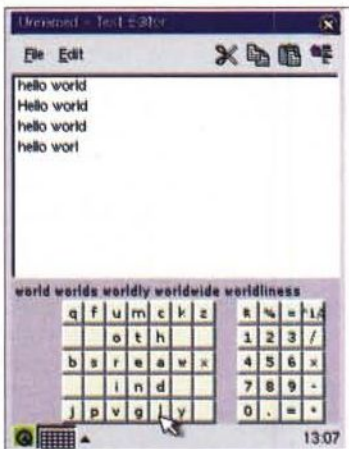 Unnamed - Text Editor
File Edit
hello world
Hello world
hello world
hello worl
world worlds worldly worldwide worldliness
q f u m c k z
o t h
b s r e a w x
i n d
j p v g l y
% =
1 2 3 /
4 5 6 x
7 8 9 -
0 . = +
13:07